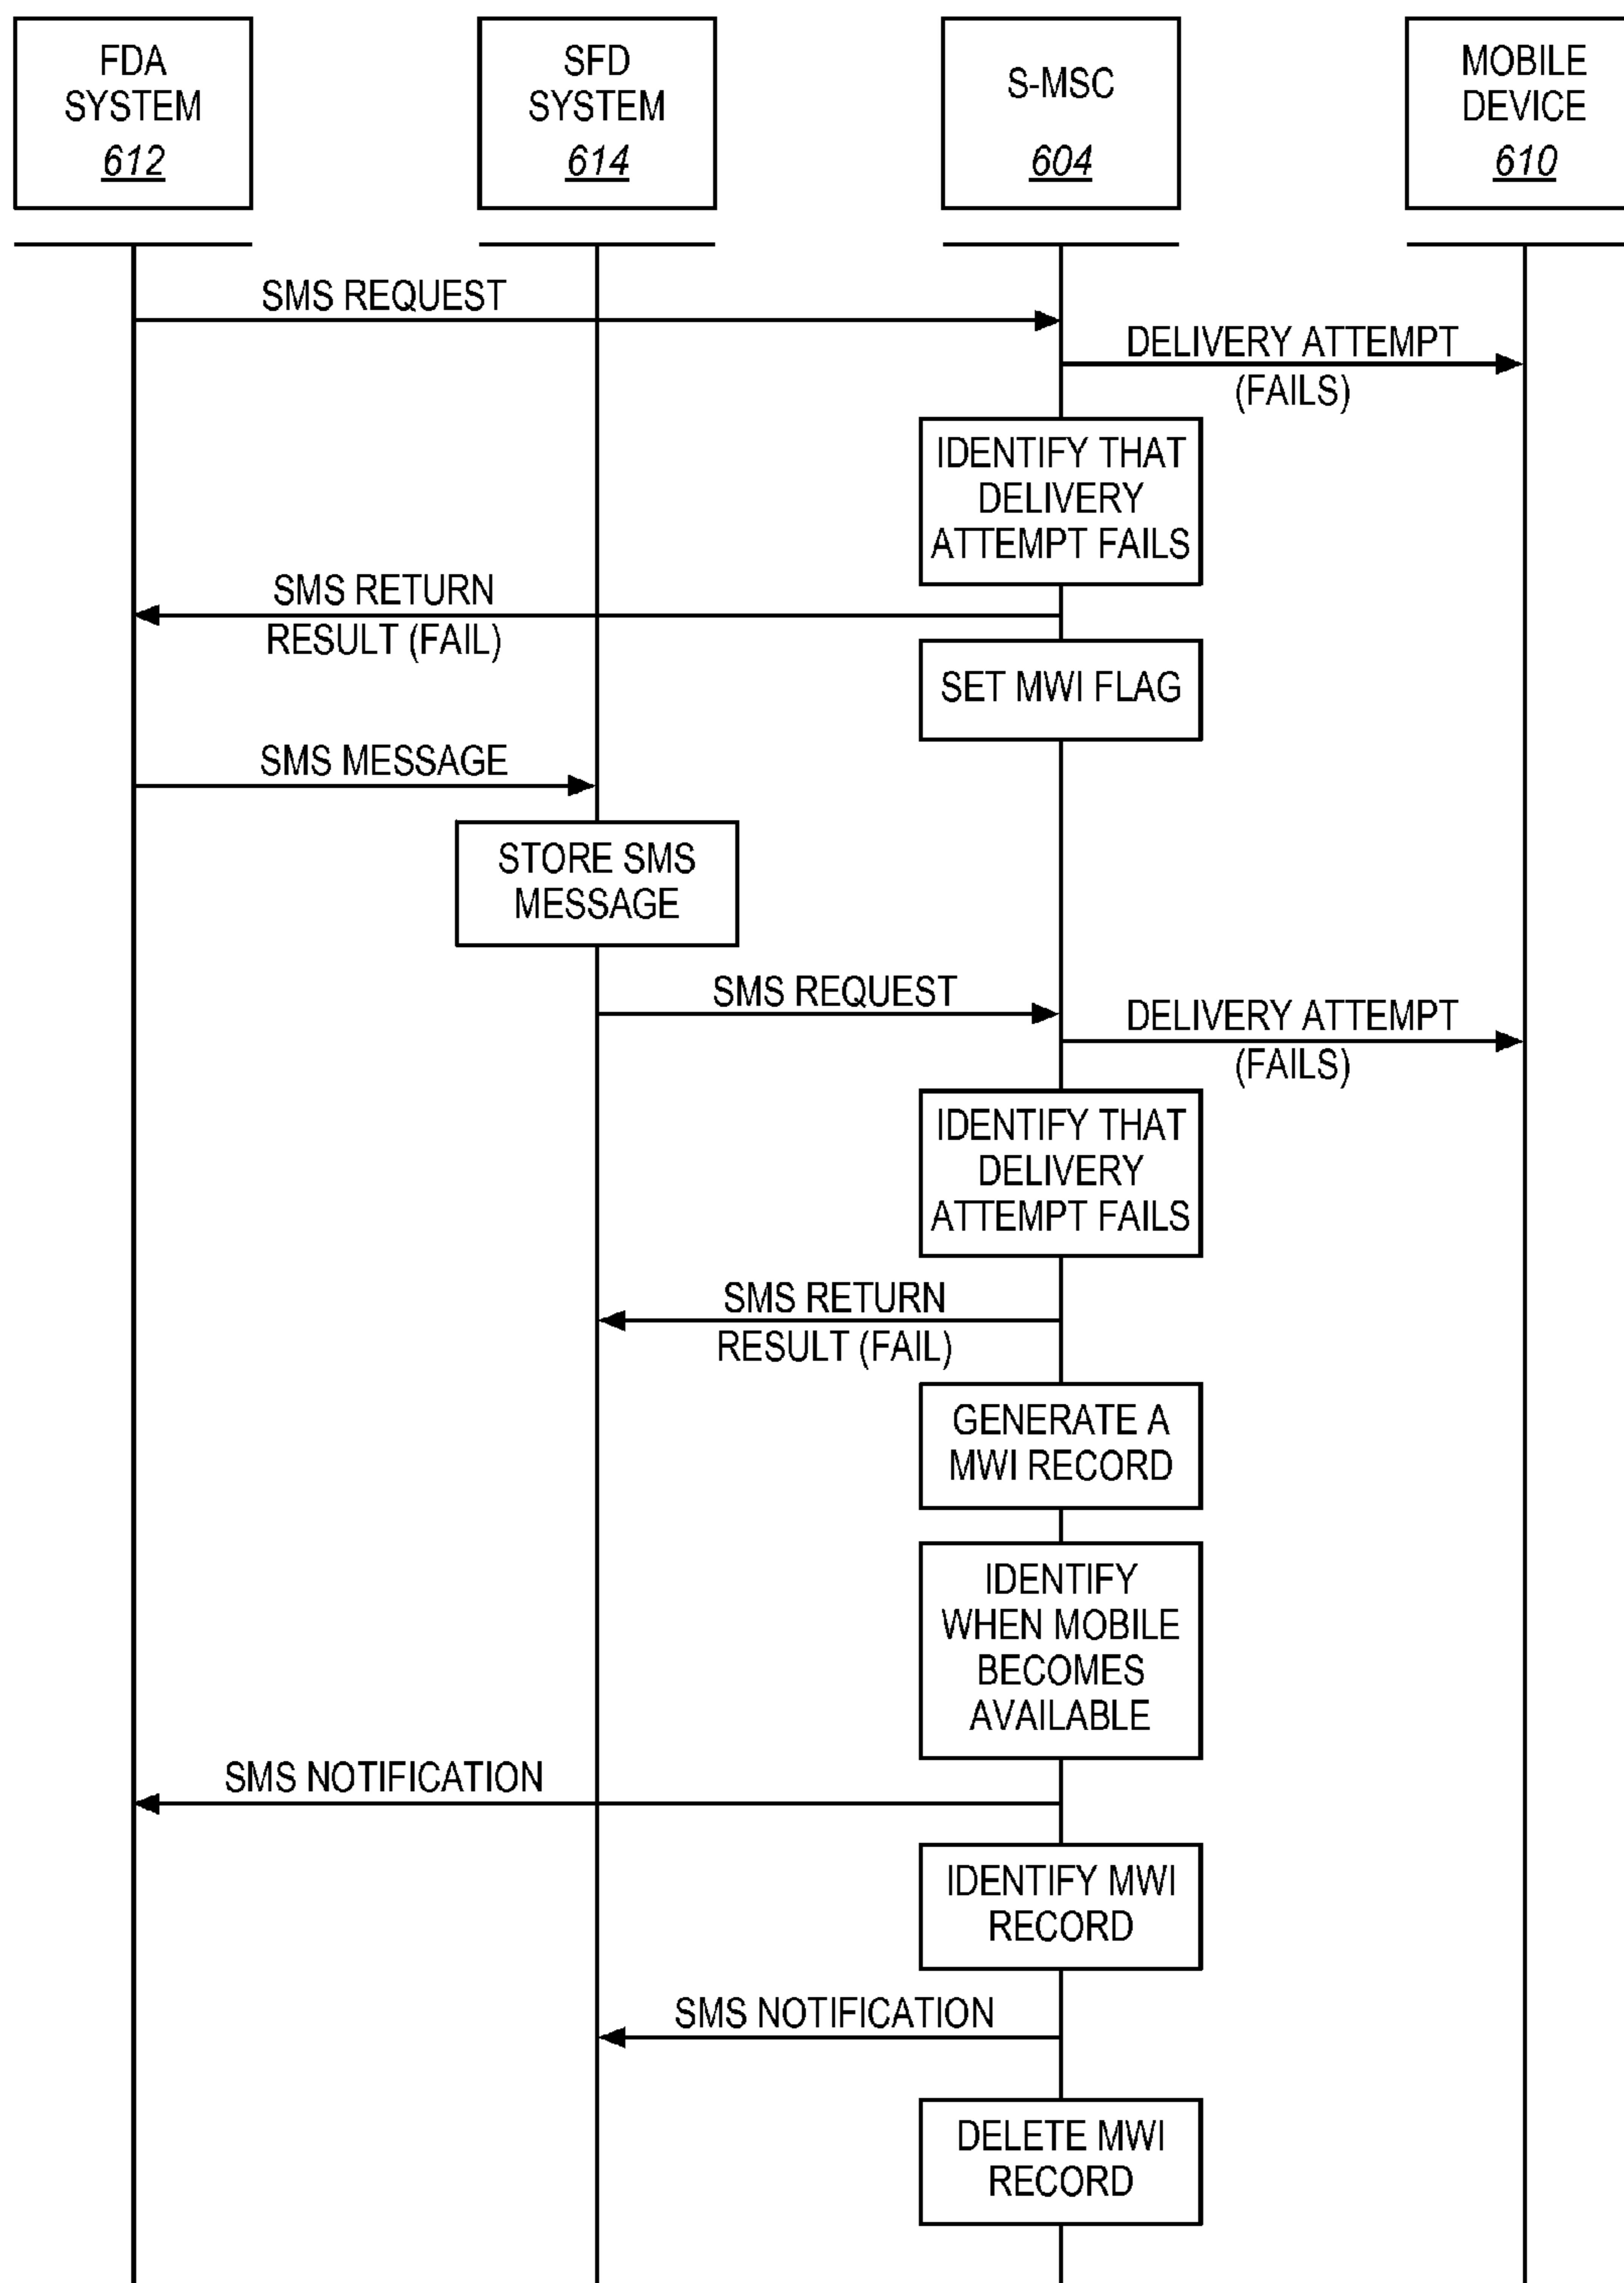 FDA
SYSTEM
612
SFD
SYSTEM
614
S-MSC
604
MOBILE
DEVICE
610
SMS REQUEST
DELIVERY ATTEMPT
(FAILS)
IDENTIFY THAT
DELIVERY
ATTEMPT FAILS
SMS RETURN
RESULT (FAIL)
SET MWI FLAG
SMS MESSAGE
STORE SMS
MESSAGE
SMS REQUEST
DELIVERY ATTEMPT
(FAILS)
IDENTIFY THAT
DELIVERY
ATTEMPT FAILS
SMS RETURN
RESULT (FAIL)
GENERATE A
MWI RECORD
IDENTIFY
WHEN MOBILE
BECOMES
AVAILABLE
SMS NOTIFICATION
IDENTIFY MWI
RECORD
SMS NOTIFICATION
DELETE MWI
RECORD